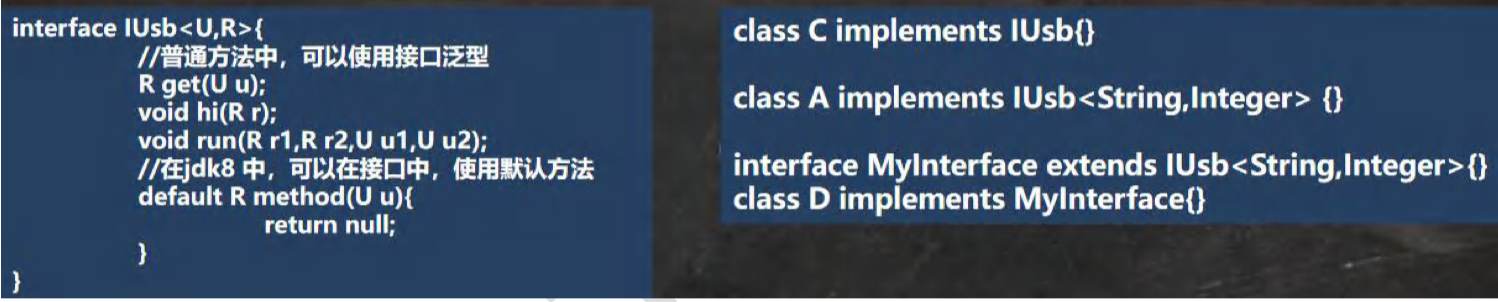 interface IUsb<U,R>{
//普通方法中，可以使用接口泛型
R get(U u);
void hi(R r);
void run(R r1,R r2,U u1,U u2);
//在jdk8 中，可以在接口中，使用默认方法
default R method(U u){
return null;
}
}
class C implements IUsb{}
class A implements IUsb<String,Integer> {}
interface MyInterface extends IUsb<String,Integer>{}
class D implements MyInterface{}